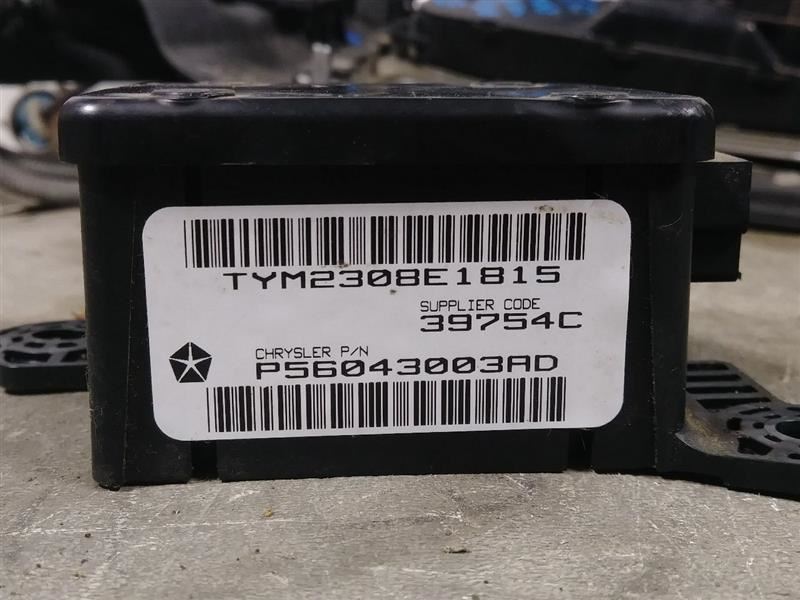 TYM2308E1815
SUPPLIER CODE
39754C
CHRYSLER P/N
P56043003AD